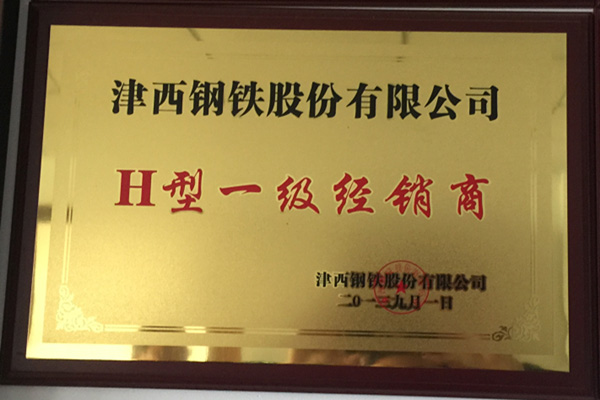 津西钢铁股份有限公司
H型一级经销商
津西钢铁股份有限公司
二0一三九月一日